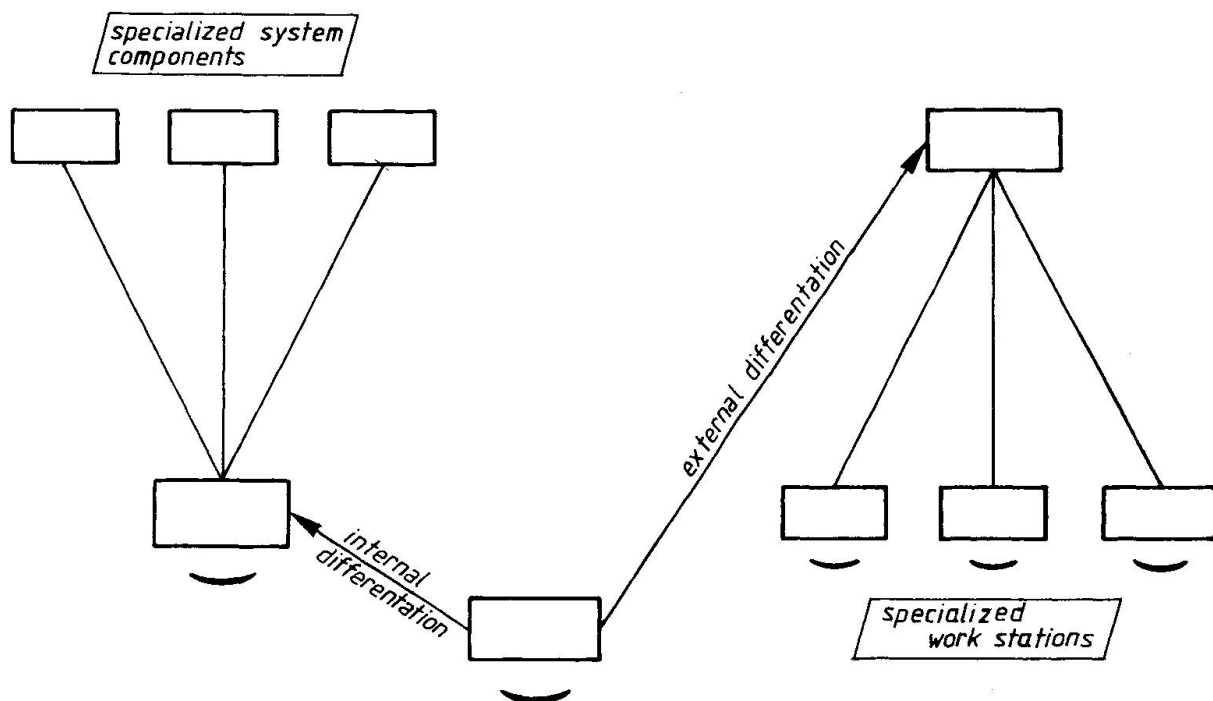 specialized system
components
external differentation
internal
differentation
specialized
work stations